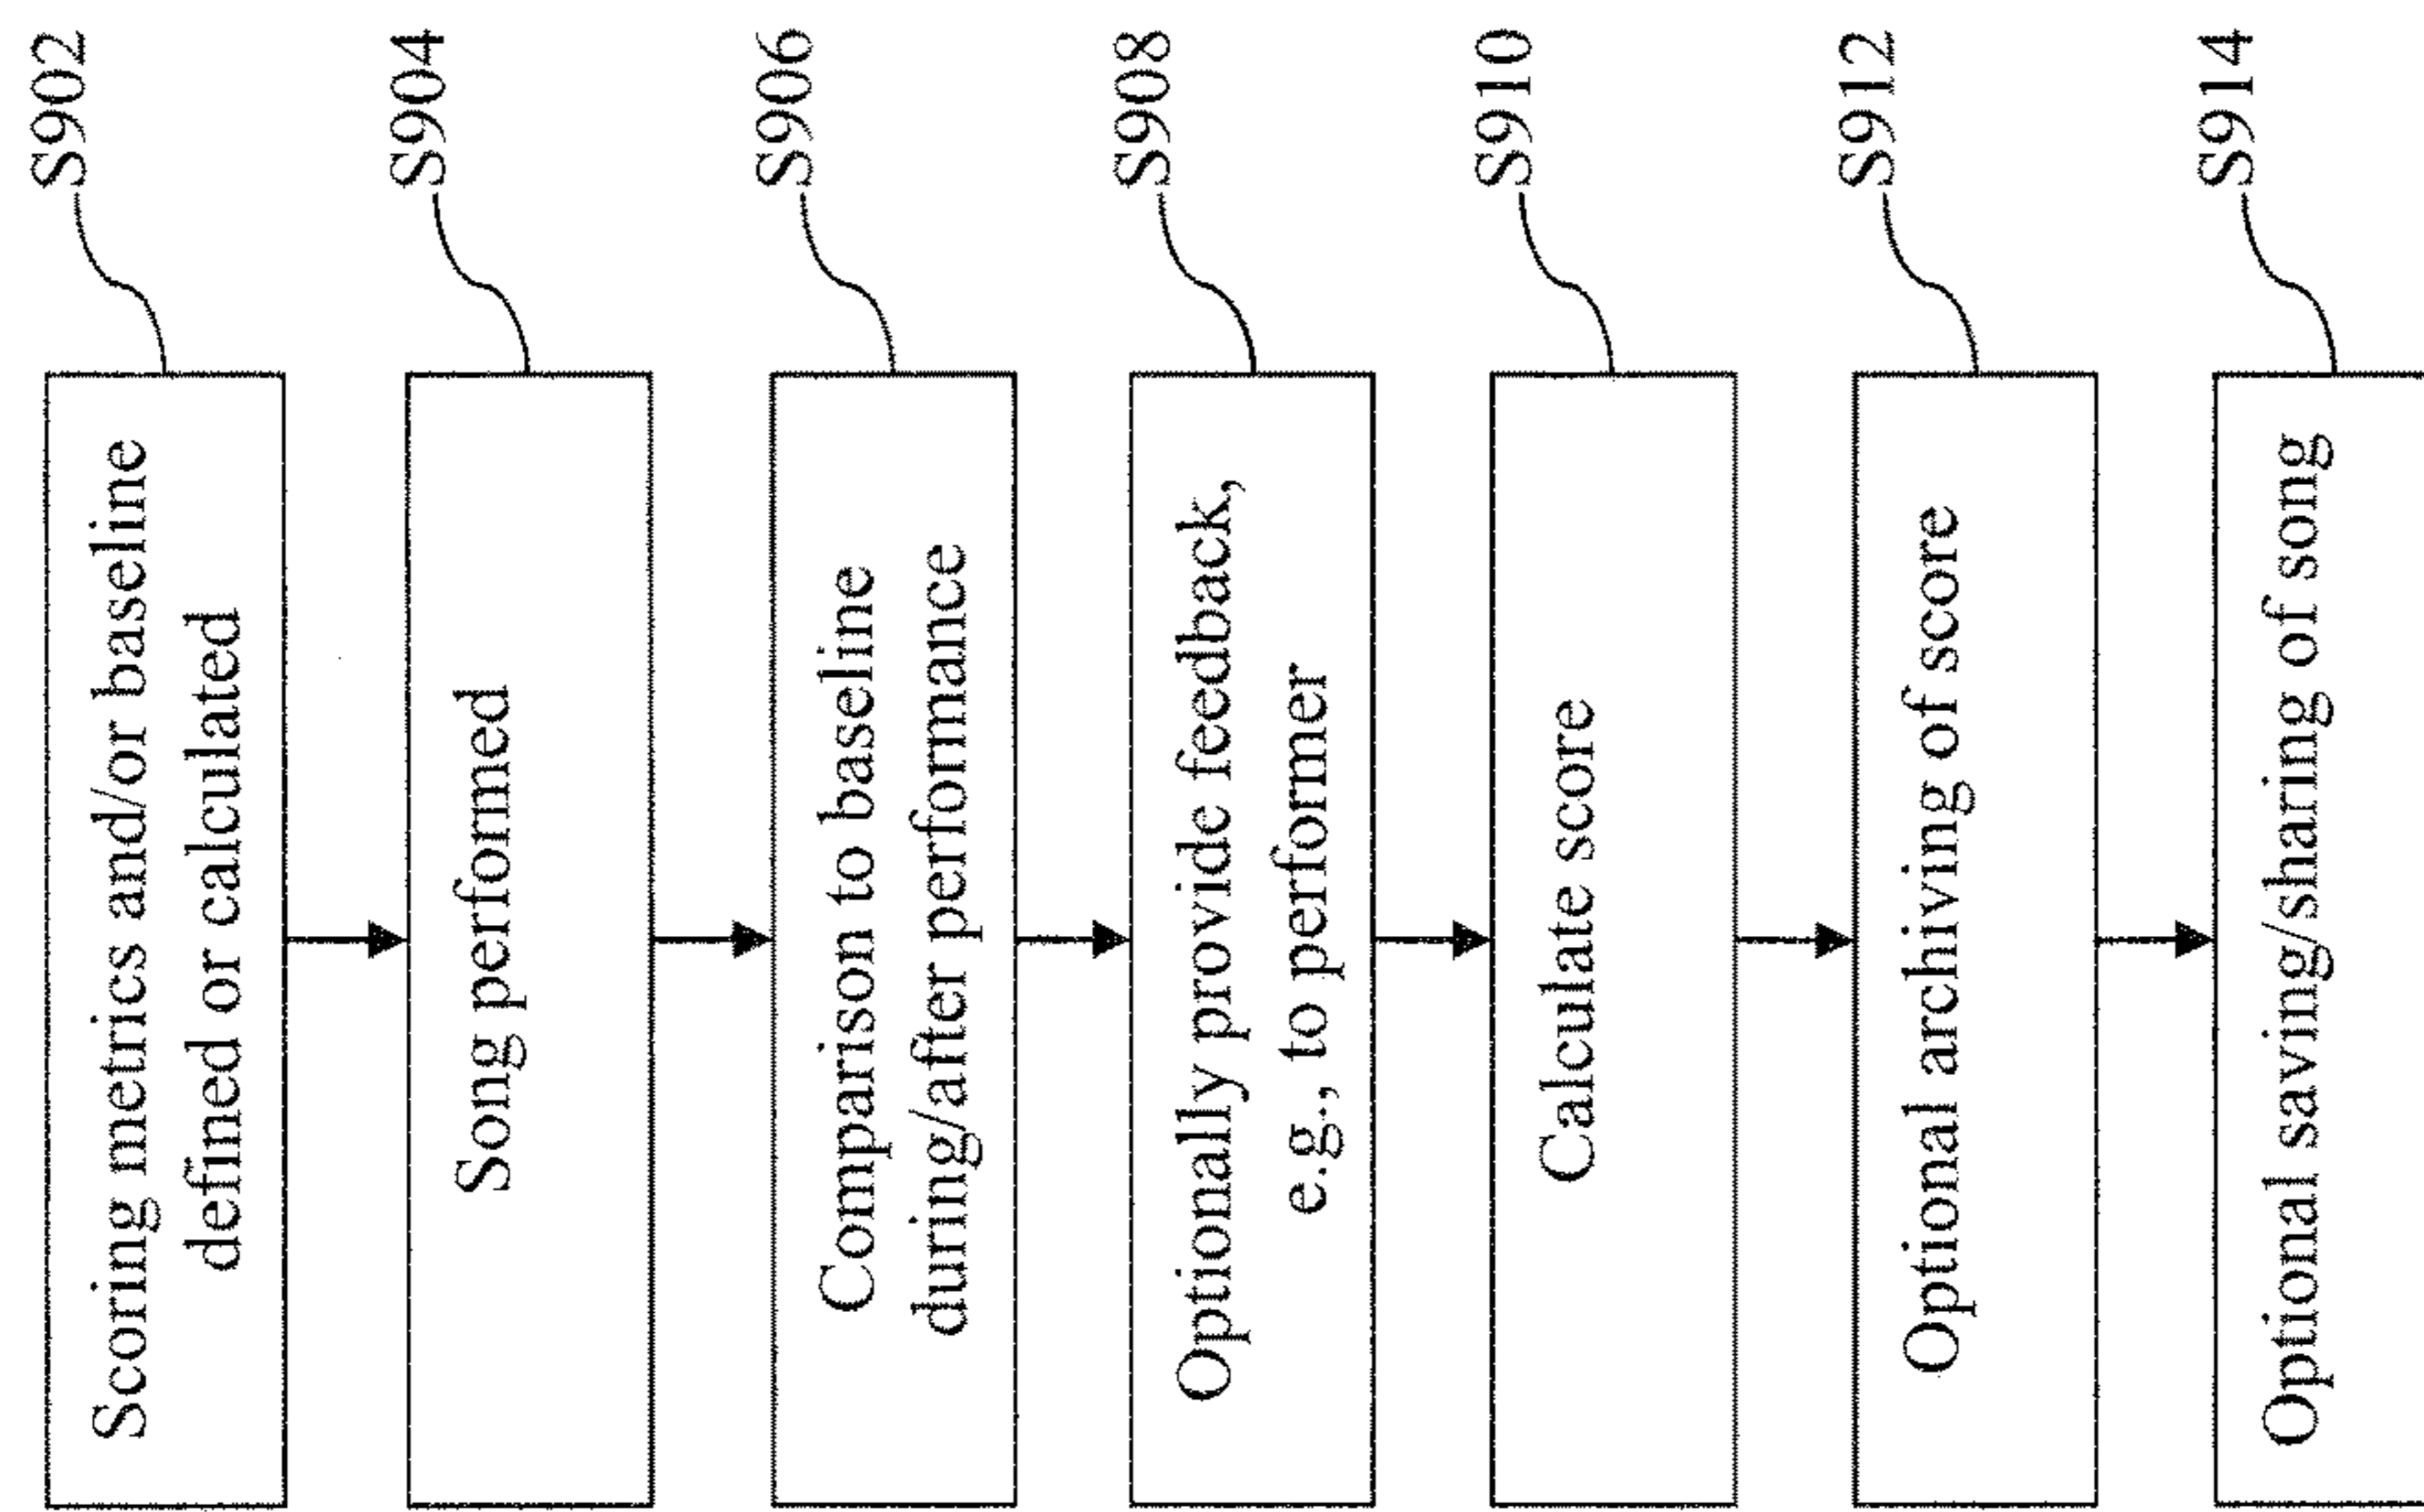 Scoring metrics and/or baseline
defined or calculated
S902
Song performed
S904
Comparison to baseline
during/after performance
S906
Optionally provide feedback,
e.g., to performer
S908
Calculate score
S910
Optional archiving of score
S912
Optional saving/sharing of song
S914